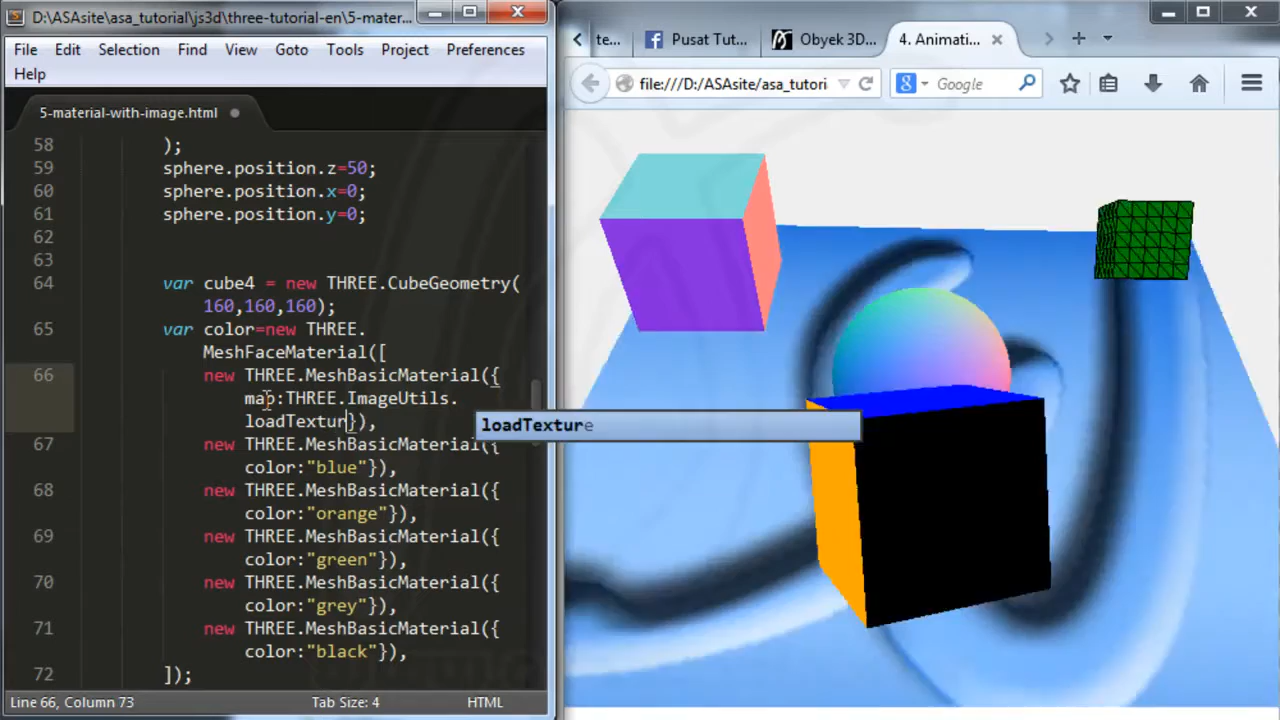 D:\ASAsite\asa_tutorial\js3d\three-tutorial-en\5-mater...
File Edit Selection Find View Goto Tools Project Preferences
Help
5-material-with-image.html
58 );
59 sphere.position.z=50;
60 sphere.position.x=0;
61 sphere.position.y=0;
62
63
64 var cube4 = new THREE.CubeGeometry(
160,160,160);
65 var color=new THREE.
MeshFaceMaterial([
66 new THREE.MeshBasicMaterial({
map:THREE.ImageUtils.
loadTextur}),
67 new THREE.MeshBasicMaterial({
color:"blue"}),
68 new THREE.MeshBasicMaterial({
color:"orange"}),
69 new THREE.MeshBasicMaterial({
color:"green"}),
70 new THREE.MeshBasicMaterial({
color:"grey"}),
71 new THREE.MeshBasicMaterial({
color:"black"}),
72 ]);
loadTexture
Line 66, Column 73 Tab Size: 4 HTML
te... Pusat Tut... Obyek 3D... 4. Animati...
file:///D:/ASAsite/asa_tutori Google